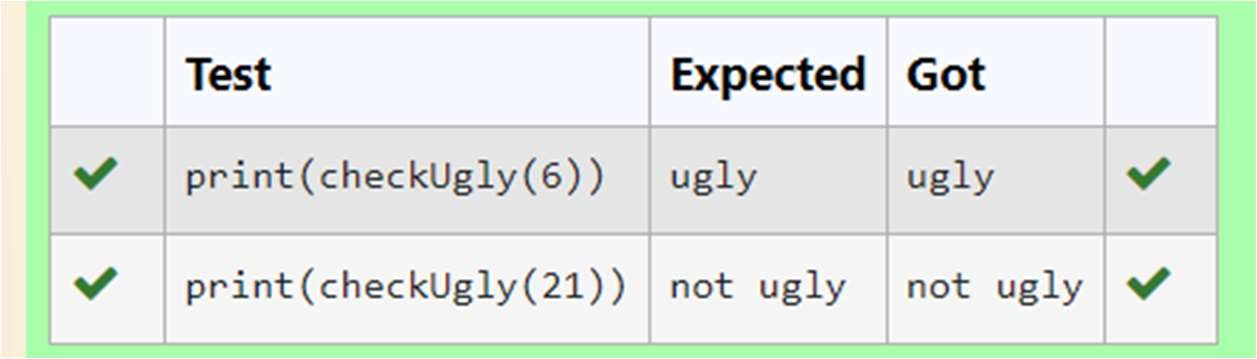 Test Expected Got
print(checkUgly(6)) ugly ugly
print(checkUgly(21)) not ugly not ugly